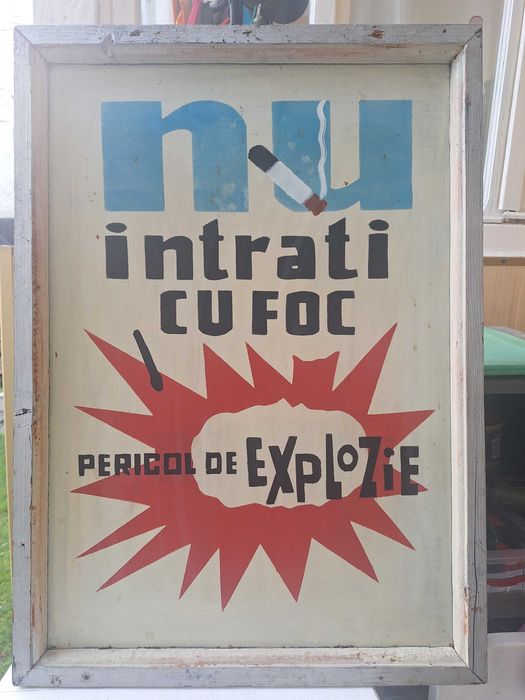 nu
intrati
CU FOC
PERICOL DE EXPLOZiE